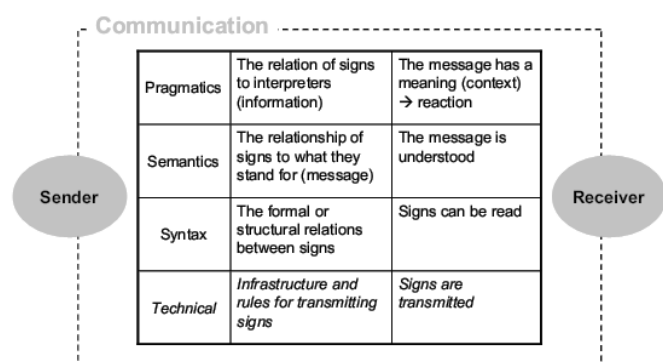 Communication
Pragmatics
The relation of signs
to interpreters
(information)
The message has a
meaning (context)
→ reaction
Semantics
The relationship of
signs to what they
stand for (message)
The message is
understood
Sender
Receiver
Syntax
The formal or
structural relations
between signs
Signs can be read
Technical
Infrastructure and
rules for transmitting
signs
Signs are
transmitted